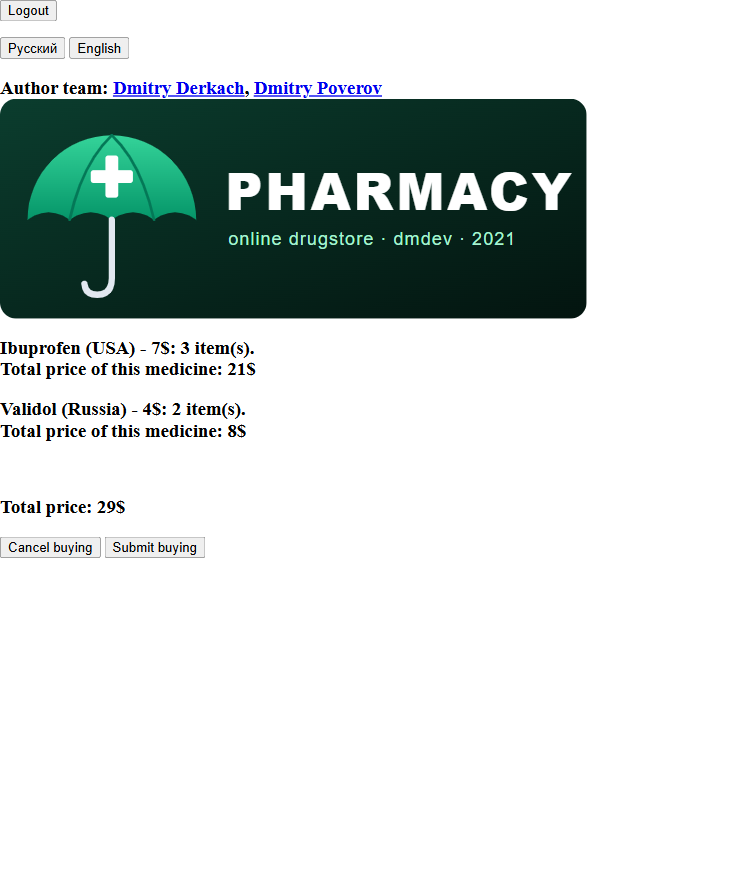 Logout
Русский English
Author team: Dmitry Derkach, Dmitry Poverov
PHARMACY
online drugstore · dmdev · 2021
Ibuprofen (USA) - 7$: 3 item(s).
Total price of this medicine: 21$
Validol (Russia) - 4$: 2 item(s).
Total price of this medicine: 8$
Total price: 29$
Cancel buying Submit buying